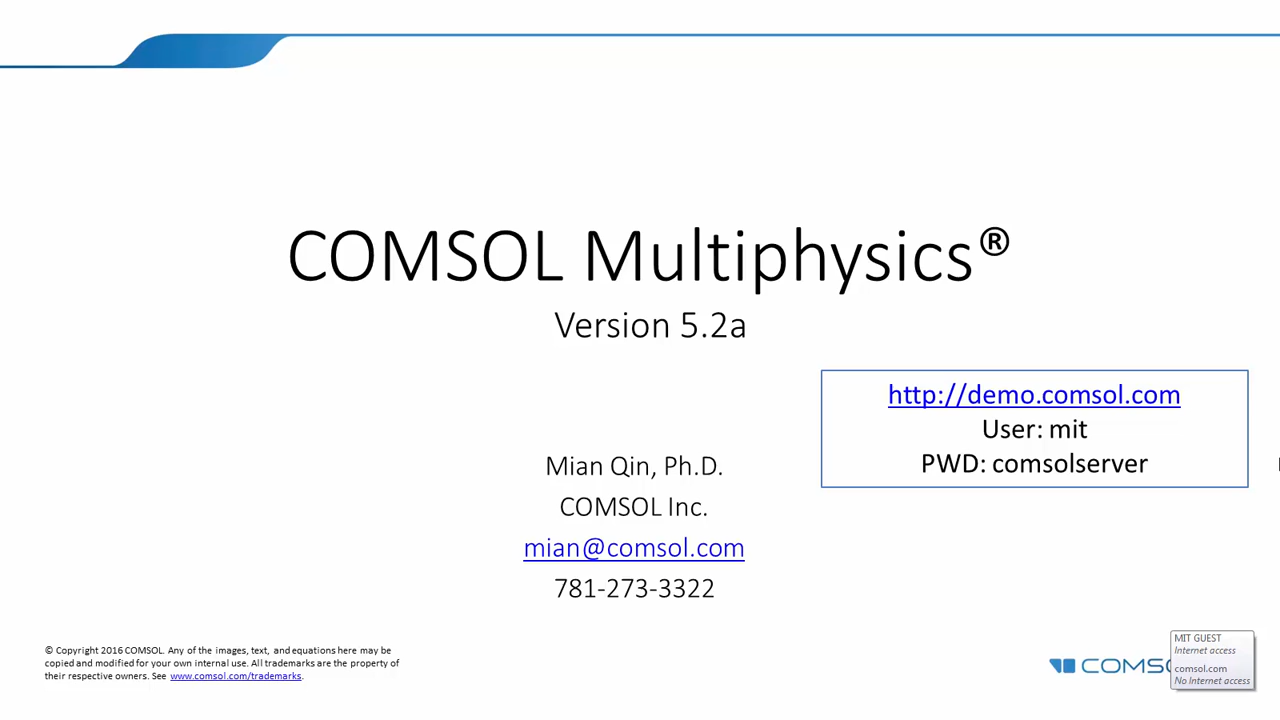 COMSOL Multiphysics®
Version 5.2a
http://demo.comsol.com
User: mit
PWD: comsolserver
Mian Qin, Ph.D.
COMSOL Inc.
mian@comsol.com
781-273-3322
© Copyright 2016 COMSOL. Any of the images, text, and equations here may be
copied and modified for your own internal use. All trademarks are the property of
their respective owners. See www.comsol.com/trademarks.
COMS
MIT GUEST
Internet access
comsol.com
No Internet access